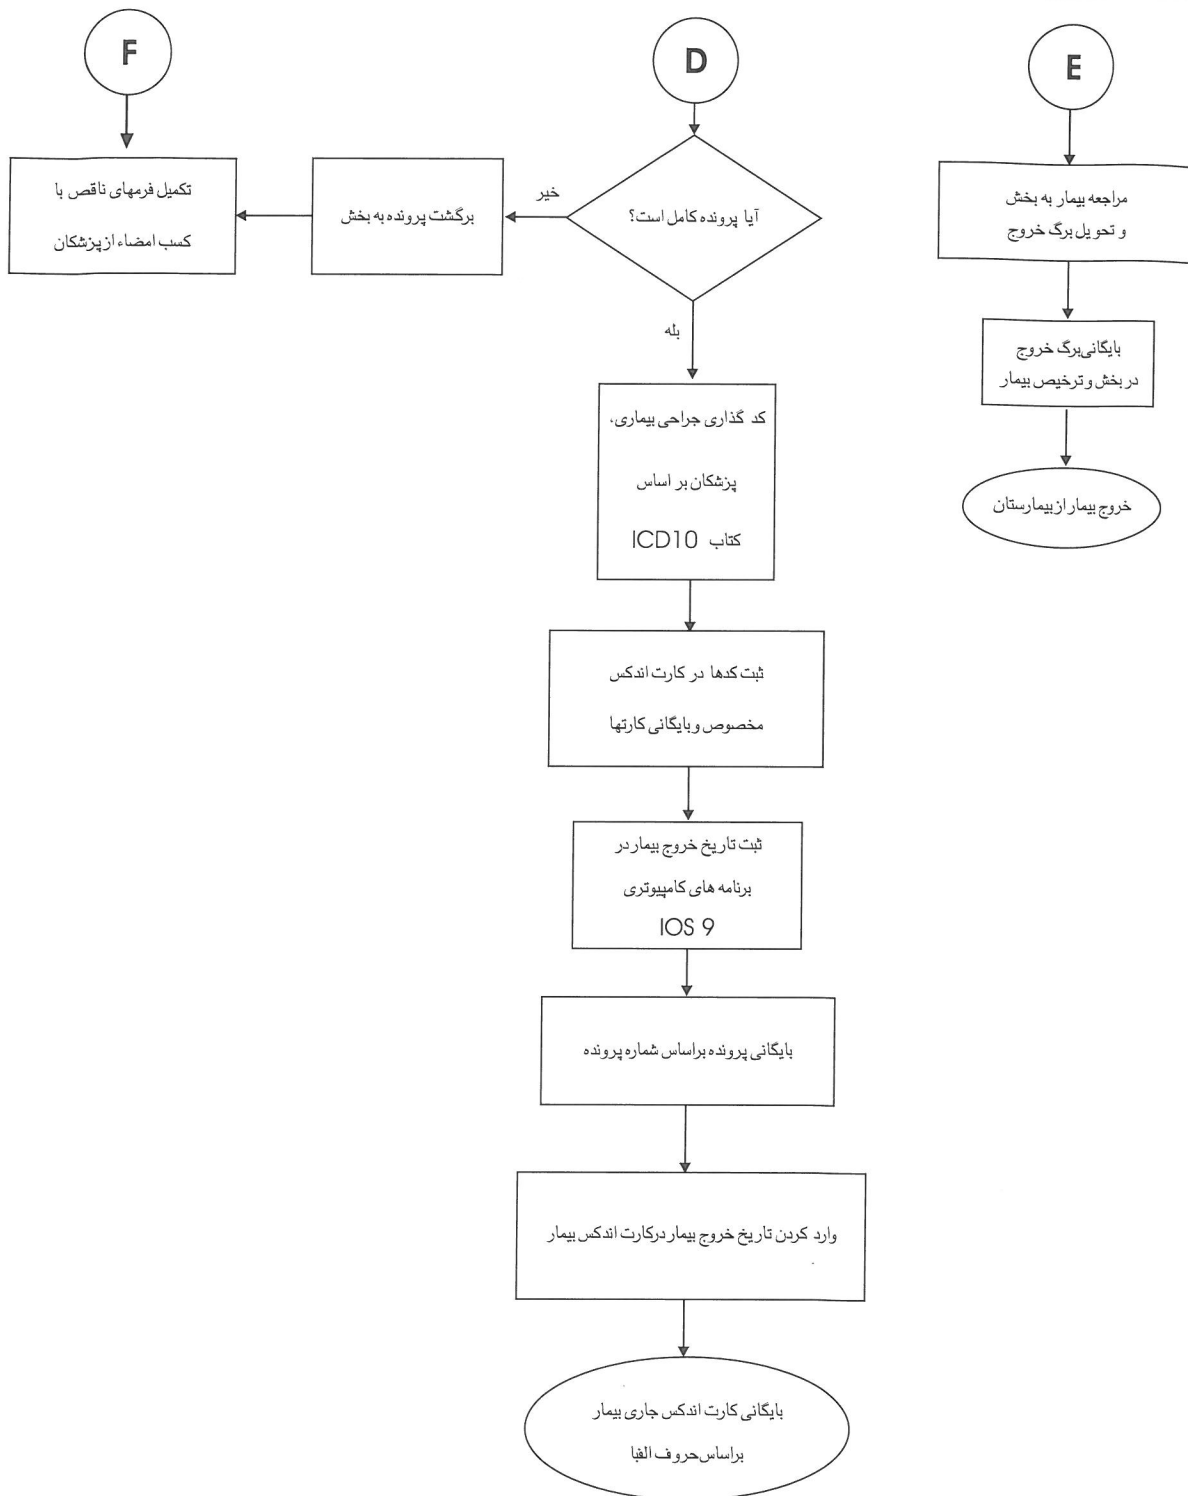 F
D
E
تکمیل فرمهای ناقص با
کسب امضاء از پزشکان
برگشت پرونده به بخش
خیر
آیا پرونده کامل است؟
بله
مراجعه بیمار به بخش
و تحویل برگ خروج
بایگانی برگ خروج
در بخش و ترخیص بیمار
خروج بیمار از بیمارستان
کد گذاری جراحی بیماری،
پزشکان بر اساس
کتاب ICD10
ثبت کدها در کارت اندکس
مخصوص و بایگانی کارتها
ثبت تاریخ خروج بیمار در
برنامه های کامپیوتری
IOS 9
بایگانی پرونده براساس شماره پرونده
وارد کردن تاریخ خروج بیمار درکارت اندکس بیمار
بایگانی کارت اندکس جاری بیمار
براساس حروف الفبا